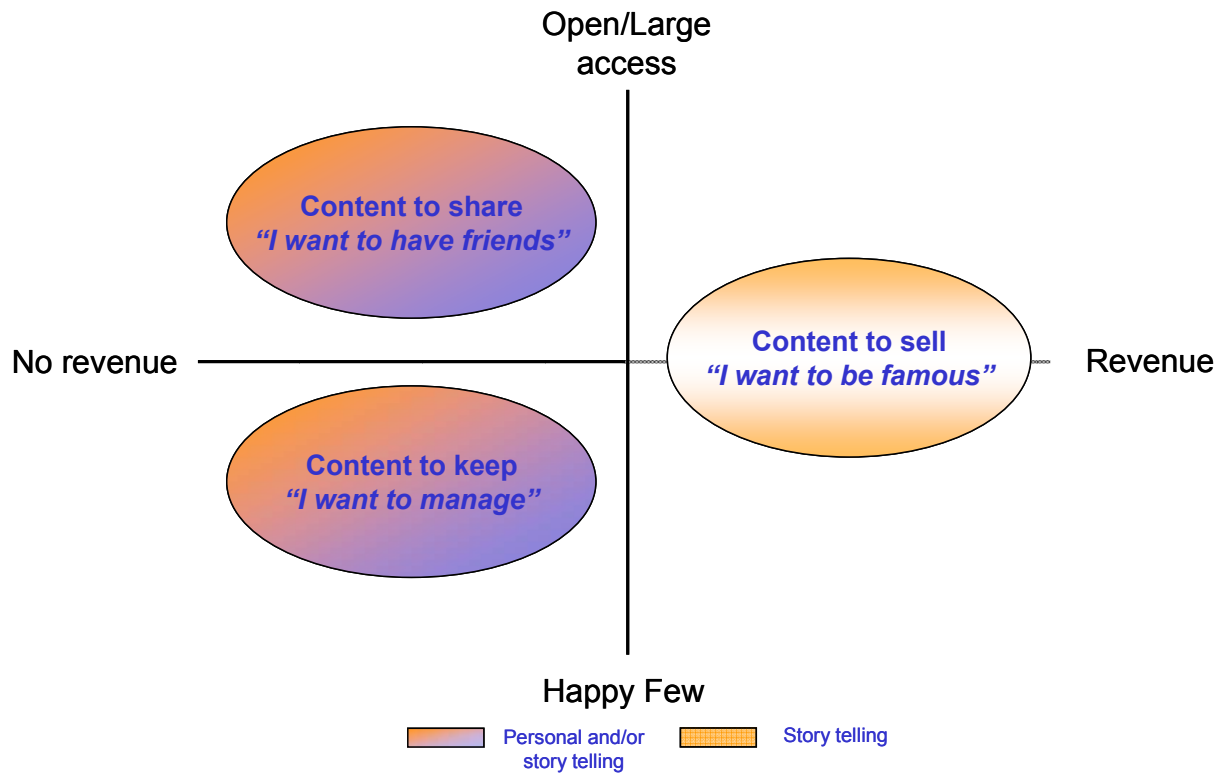 Open/Large
access
Content to share
“I want to have friends”
Content to sell
“I want to be famous”
No revenue
Revenue
Content to keep
“I want to manage”
Happy Few
Personal and/or
story telling
Story telling